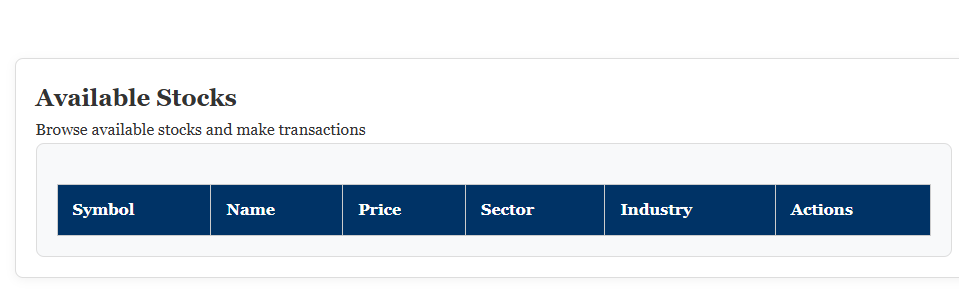 Available Stocks
Browse available stocks and make transactions
Symbol Name Price Sector Industry Actions